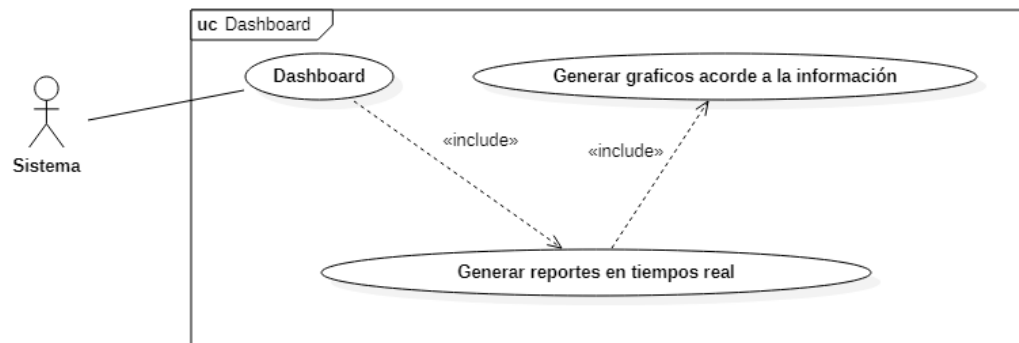 uc Dashboard
Dashboard
Generar graficos acorde a la información
«include»
«include»
Sistema
Generar reportes en tiempos real